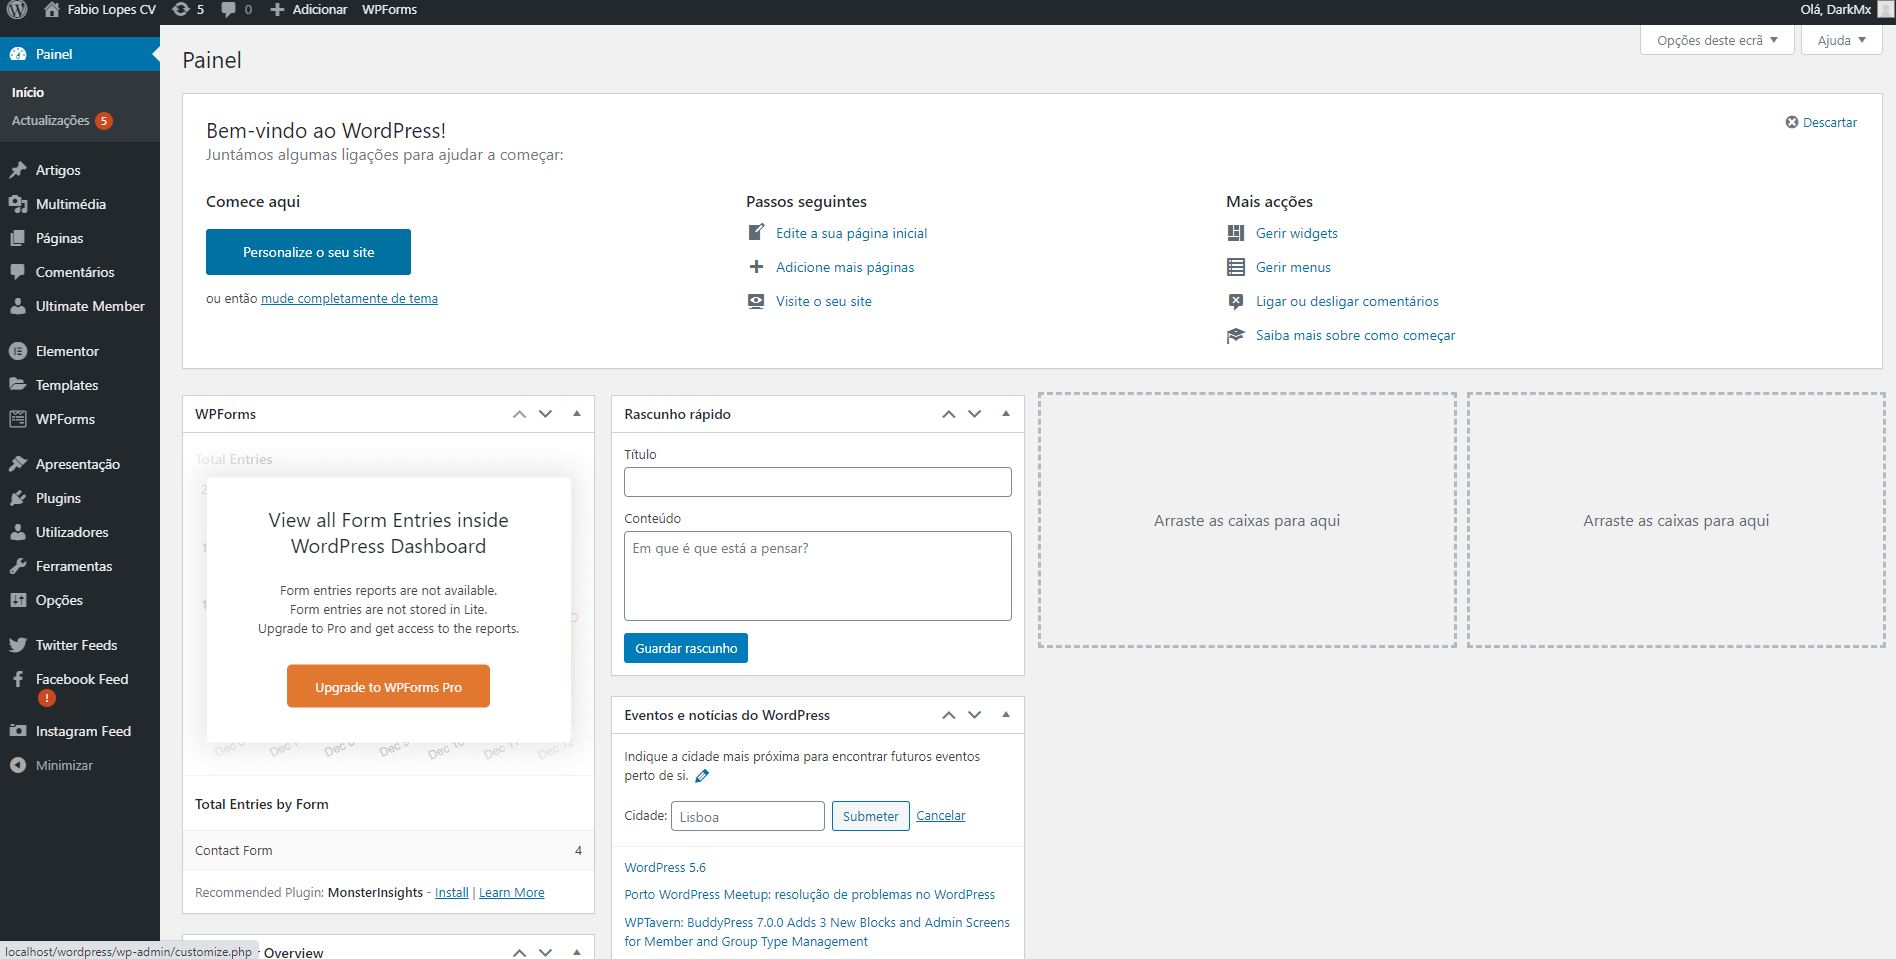 Fabio Lopes CV 5 0 Adicionar WPForms
Olá, DarkMx
Painel
Início
Actualizações 5
Artigos
Multimédia
Páginas
Comentários
Ultimate Member
Elementor
Templates
WPForms
Apresentação
Plugins
Utilizadores
Ferramentas
Opções
Twitter Feeds
Facebook Feed
!
Instagram Feed
Minimizar
Opções deste ecrã
Ajuda
Painel
Bem-vindo ao WordPress!
Juntámos algumas ligações para ajudar a começar:
Descartar
Comece aqui
Personalize o seu site
ou então mude completamente de tema
Passos seguintes
Edite a sua página inicial
Adicione mais páginas
Visite o seu site
Mais acções
Gerir widgets
Gerir menus
Ligar ou desligar comentários
Saiba mais sobre como começar
WPForms
Total Entries
View all Form Entries inside
WordPress Dashboard
Form entries reports are not available.
Form entries are not stored in Lite.
Upgrade to Pro and get access to the reports.
Upgrade to WPForms Pro
Dec 9 Dec 10 Dec 12
Total Entries by Form
Contact Form 4
Recommended Plugin: MonsterInsights - Install | Learn More
Overview
Rascunho rápido
Título
Conteúdo
Em que é que está a pensar?
Guardar rascunho
Eventos e notícias do WordPress
Indique a cidade mais próxima para encontrar futuros eventos
perto de si.
Cidade: Lisboa Submeter Cancelar
WordPress 5.6
Porto WordPress Meetup: resolução de problemas no WordPress
WPTavern: BuddyPress 7.0.0 Adds 3 New Blocks and Admin Screens
for Member and Group Type Management
Arraste as caixas para aqui
Arraste as caixas para aqui
localhost/wordpress/wp-admin/customize.php